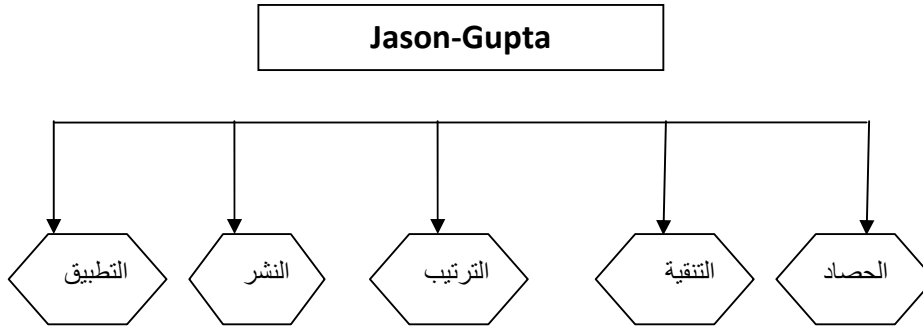 Jason-Gupta
الحصاد
التنقية
الترتيب
النشر
التطبيق